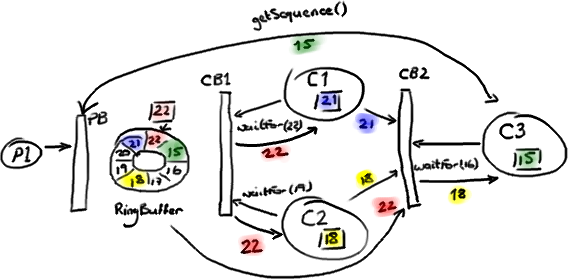 getSequence()
15
P1
PB
22
21 22 15 16 17 18 19 20
RingBuffer
CB1
C1
21
waitfor(22)
22
21
waitfor(19)
22
C2
18
18
22
CB2
C3
15
waitfor(16)
18